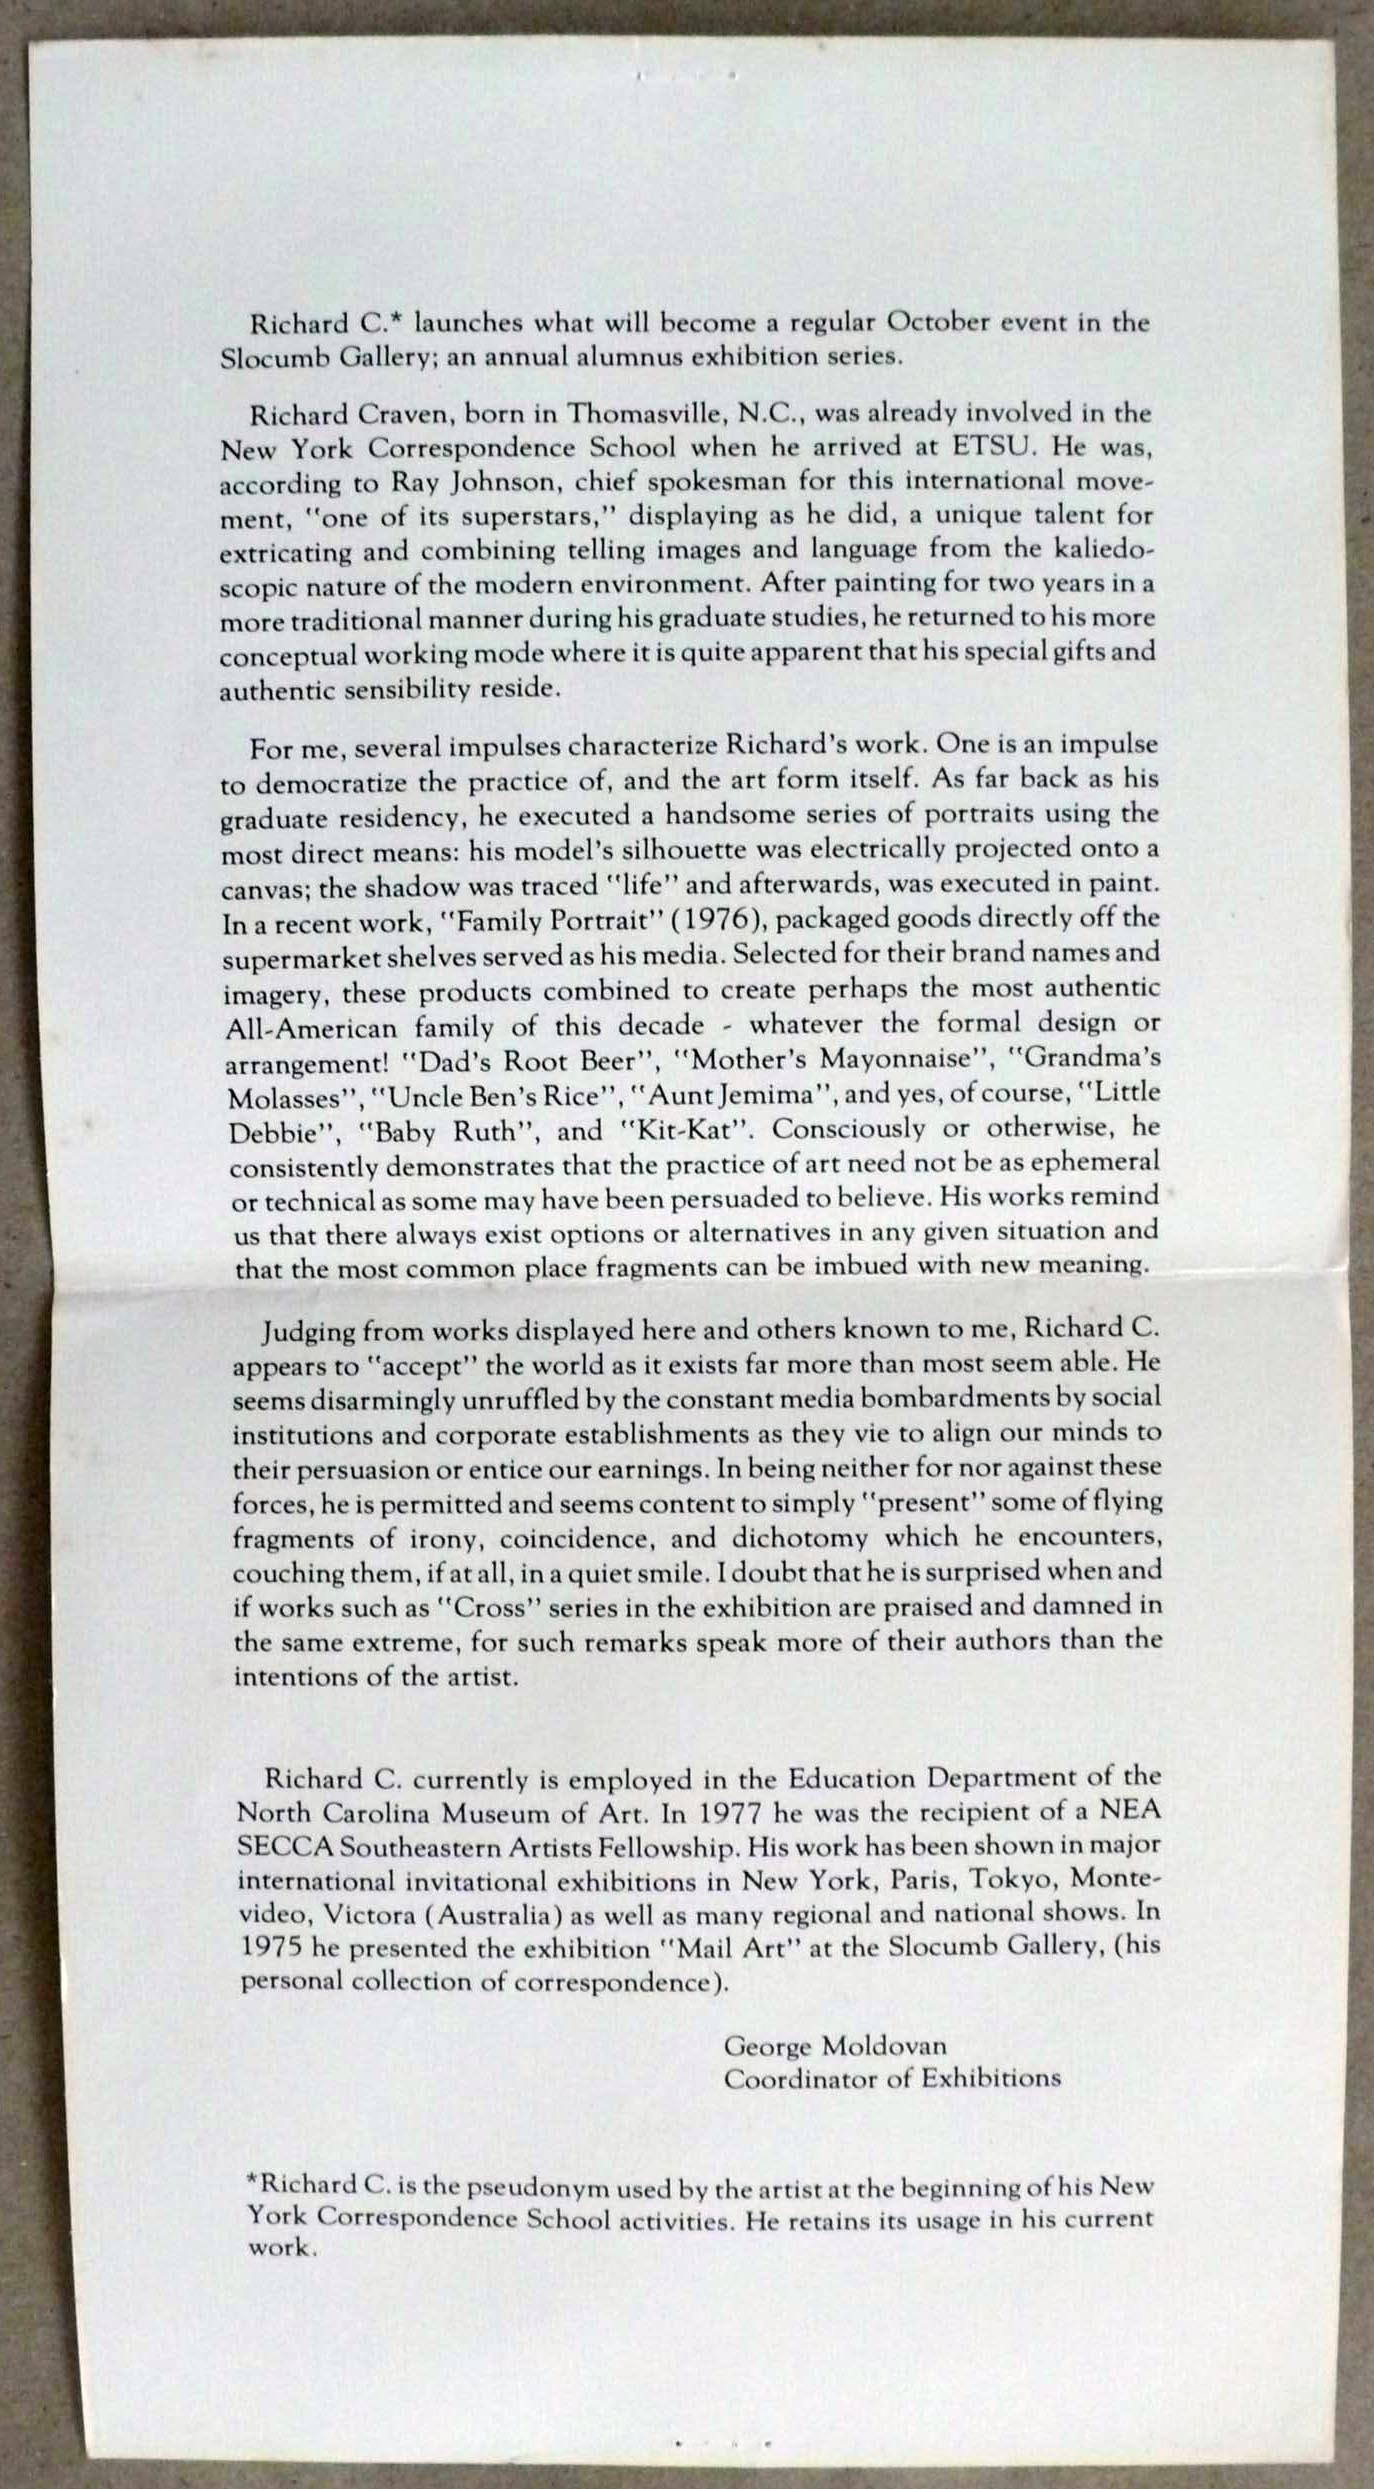 Richard C.* launches what will become a regular October event in the
Slocumb Gallery; an annual alumnus exhibition series.
Richard Craven, born in Thomasville, N.C., was already involved in the
New York Correspondence School when he arrived at ETSU. He was,
according to Ray Johnson, chief spokesman for this international move-
ment, "one of its superstars," displaying as he did, a unique talent for
extricating and combining telling images and language from the kaliedo-
scopic nature of the modern environment. After painting for two years in a
more traditional manner during his graduate studies, he returned to his more
conceptual working mode where it is quite apparent that his special gifts and
authentic sensibility reside.
For me, several impulses characterize Richard's work. One is an impulse
to democratize the practice of, and the art form itself. As far back as his
graduate residency, he executed a handsome series of portraits using the
most direct means: his model's silhouette was electrically projected onto a
canvas; the shadow was traced "life" and afterwards, was executed in paint.
In a recent work, "Family Portrait" (1976), packaged goods directly off the
supermarket shelves served as his media. Selected for their brand names and
imagery, these products combined to create perhaps the most authentic
All-American family of this decade - whatever the formal design or
arrangement! "Dad's Root Beer", "Mother's Mayonnaise", "Grandma's
Molasses", "Uncle Ben's Rice", "Aunt Jemima", and yes, of course, "Little
Debbie", "Baby Ruth", and "Kit-Kat". Consciously or otherwise, he
consistently demonstrates that the practice of art need not be as ephemeral
or technical as some may have been persuaded to believe. His works remind
us that there always exist options or alternatives in any given situation and
that the most common place fragments can be imbued with new meaning.
Judging from works displayed here and others known to me, Richard C.
appears to "accept" the world as it exists far more than most seem able. He
seems disarmingly unruffled by the constant media bombardments by social
institutions and corporate establishments as they vie to align our minds to
their persuasion or entice our earnings. In being neither for nor against these
forces, he is permitted and seems content to simply "present" some of flying
fragments of irony, coincidence, and dichotomy which he encounters,
couching them, if at all, in a quiet smile. I doubt that he is surprised when and
if works such as "Cross" series in the exhibition are praised and damned in
the same extreme, for such remarks speak more of their authors than the
intentions of the artist.
Richard C. currently is employed in the Education Department of the
North Carolina Museum of Art. In 1977 he was the recipient of a NEA
SECCA Southeastern Artists Fellowship. His work has been shown in major
international invitational exhibitions in New York, Paris, Tokyo, Monte-
video, Victora (Australia) as well as many regional and national shows. In
1975 he presented the exhibition "Mail Art" at the Slocumb Gallery, (his
personal collection of correspondence).
George Moldovan
Coordinator of Exhibitions
*Richard C. is the pseudonym used by the artist at the beginning of his New
York Correspondence School activities. He retains its usage in his current
work.